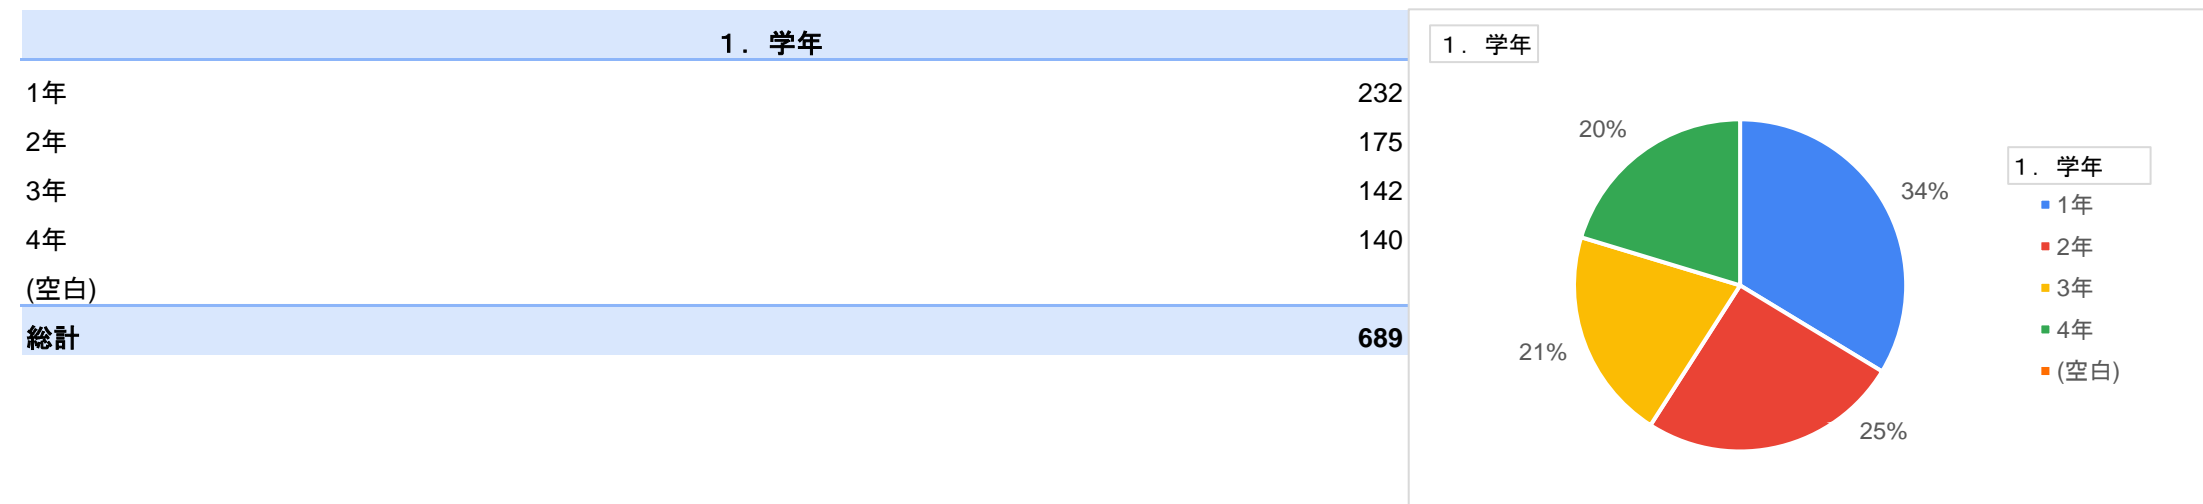 １．学年
1年 232
2年 175
3年 142
4年 140
(空白)
総計 689
１．学年
20%
34%
21%
25%
１．学年
1年
2年
3年
4年
(空白)